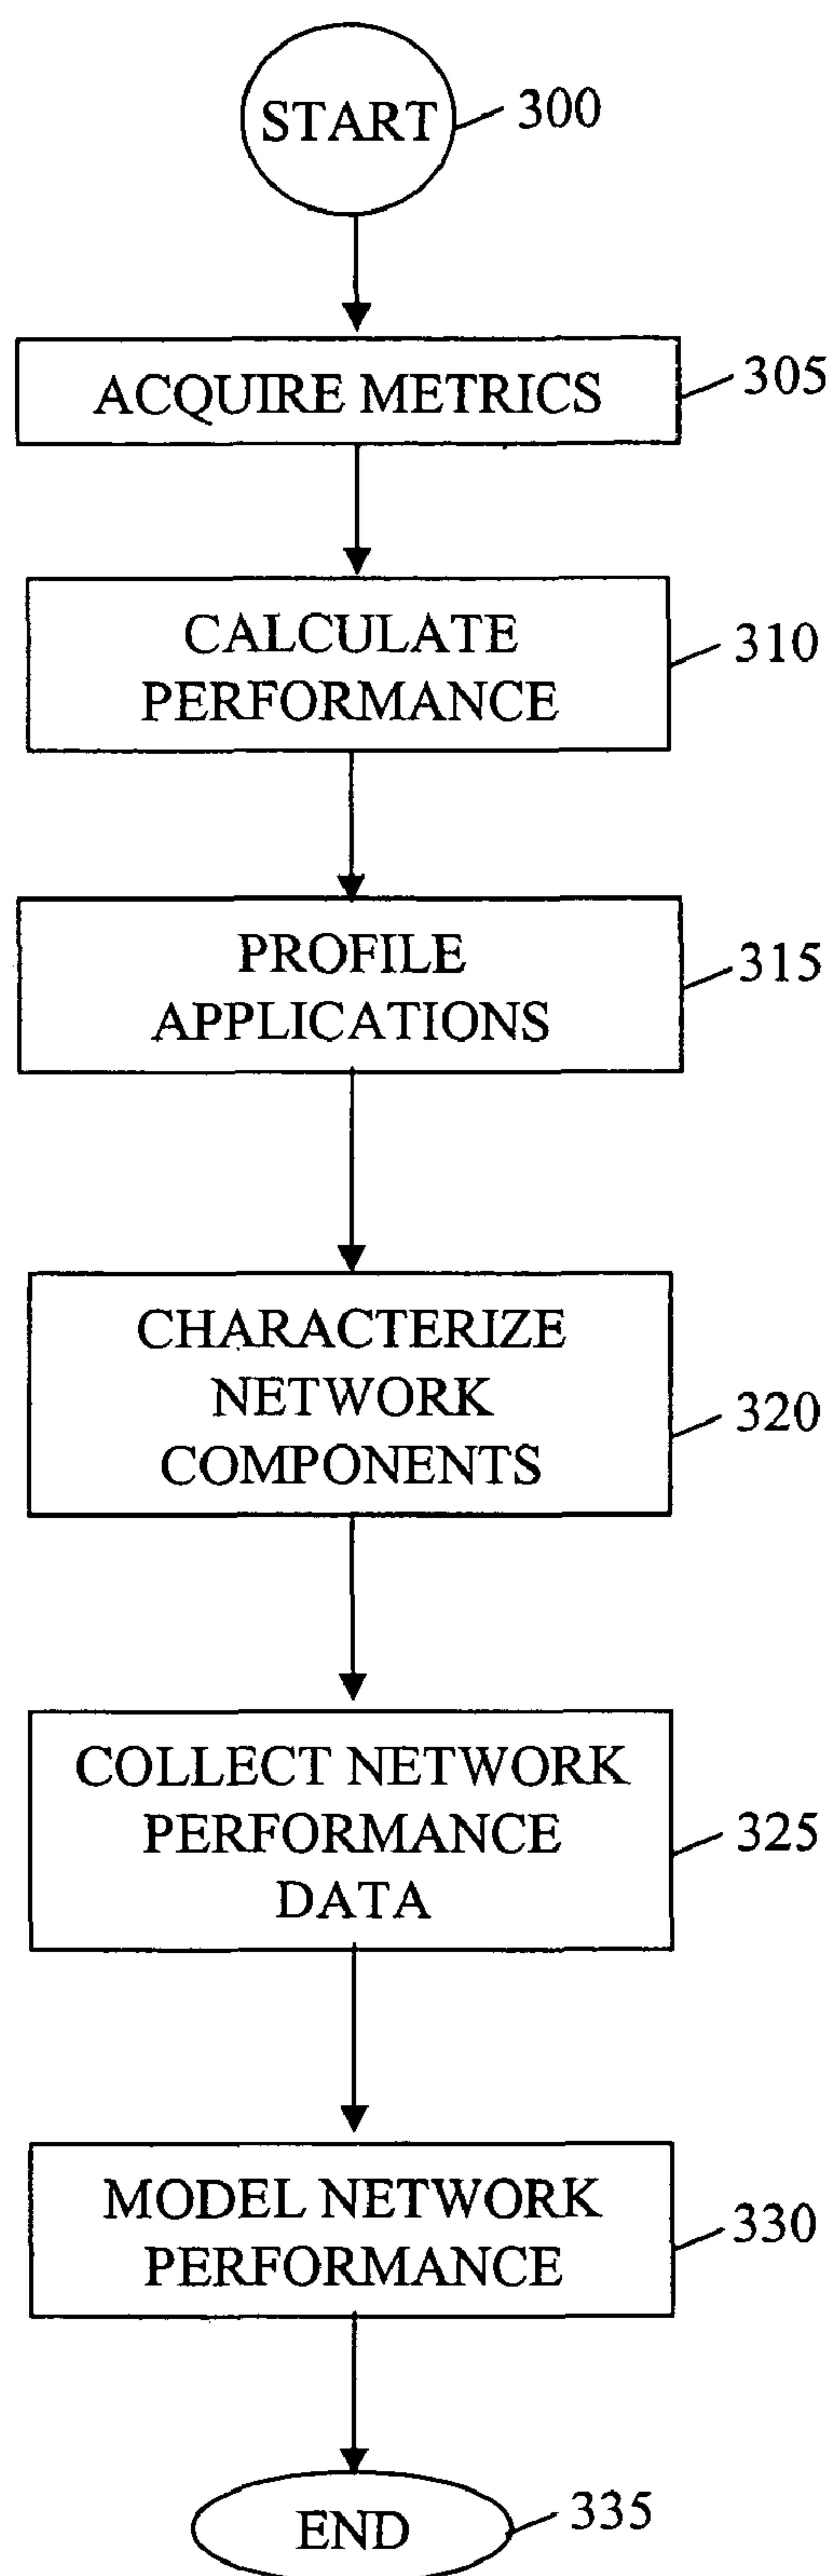 START
300
ACQUIRE METRICS
305
CALCULATE
PERFORMANCE
310
PROFILE
APPLICATIONS
315
CHARACTERIZE
NETWORK
COMPONENTS
320
COLLECT NETWORK
PERFORMANCE
DATA
325
MODEL NETWORK
PERFORMANCE
330
END
335